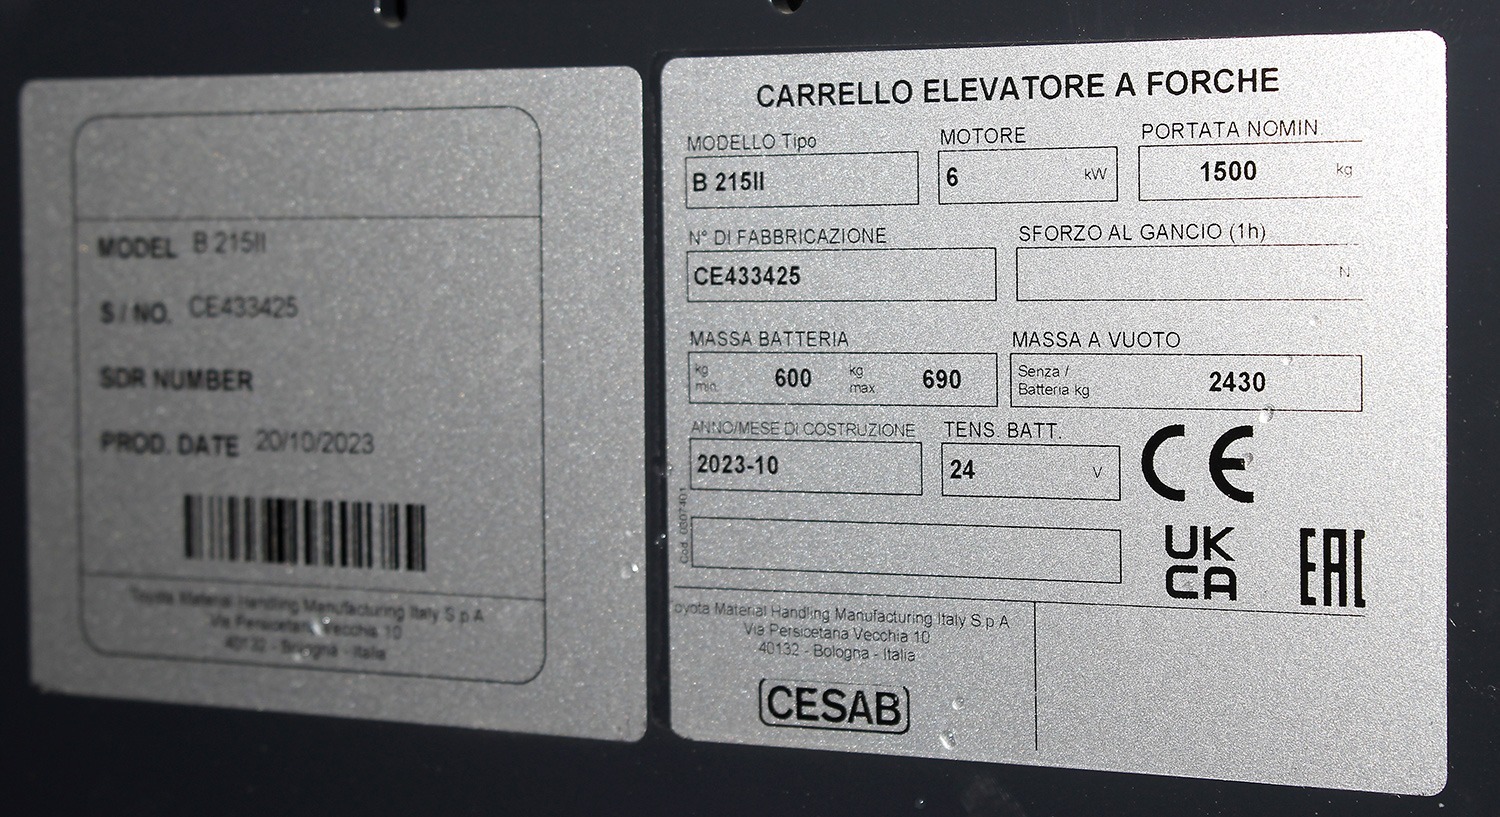 MODEL B 215II
S / NO. CE433425
SDR NUMBER
PROD. DATE 20/10/2023
Toyota Material Handling Manufacturing Italy S.p.A
Via Persicetana Vecchia 10
40132 - Bologna - Italia
CARRELLO ELEVATORE A FORCHE
MODELLO Tipo MOTORE PORTATA NOMIN
B 215II 6 kW 1500 kg
N° DI FABBRICAZIONE SFORZO AL GANCIO (1h)
CE433425 N
MASSA BATTERIA MASSA A VUOTO
kg min. 600 kg max 690 Senza / Batteria kg 2430
ANNO/MESE DI COSTRUZIONE TENS. BATT.
2023-10 24 V
CE
Cod.
UK CA EAC
oyota Material Handling Manufacturing Italy S.p.A
Via Persicetana Vecchia 10
40132 - Bologna - Italia
CESAB